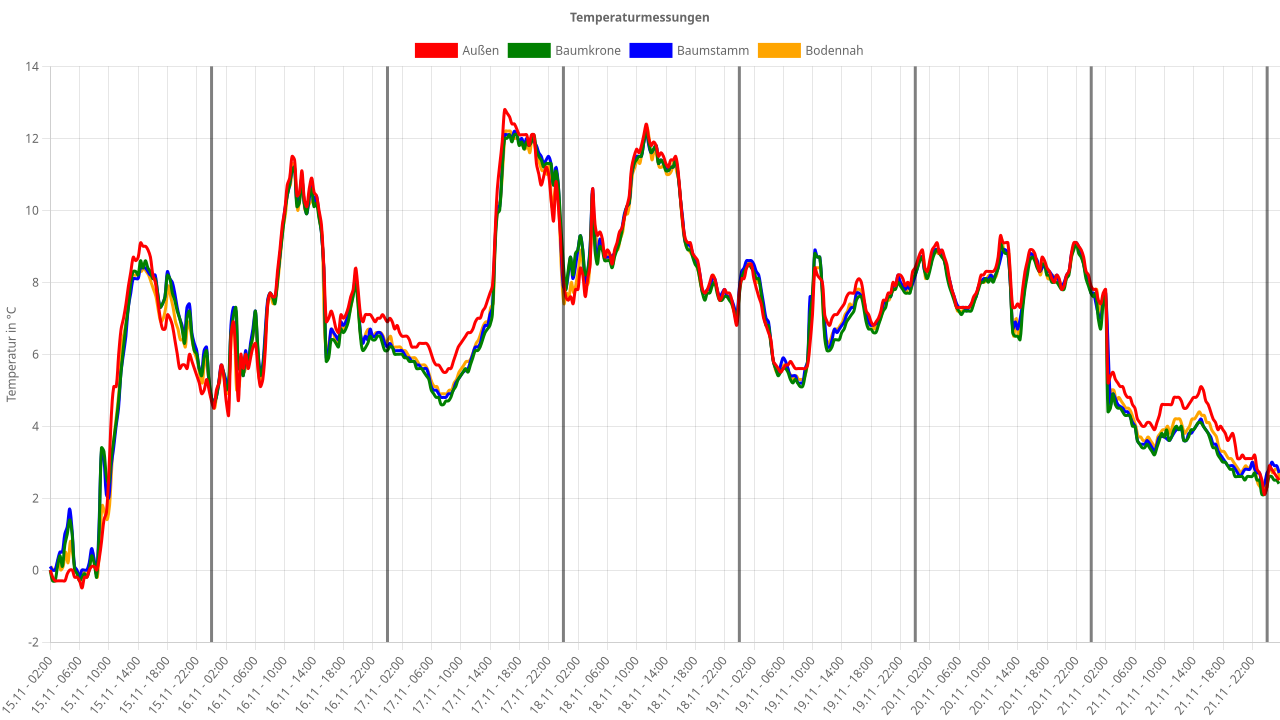 Temperaturmessungen
Außen Baumkrone Baumstamm Bodennah
Temperatur in °C
14
12
10
8
6
4
2
0
-2
15.11 - 02:00
15.11 - 06:00
15.11 - 10:00
15.11 - 14:00
15.11 - 18:00
15.11 - 22:00
16.11 - 02:00
16.11 - 06:00
16.11 - 10:00
16.11 - 14:00
16.11 - 18:00
16.11 - 22:00
17.11 - 02:00
17.11 - 06:00
17.11 - 10:00
17.11 - 14:00
17.11 - 18:00
17.11 - 22:00
18.11 - 02:00
18.11 - 06:00
18.11 - 10:00
18.11 - 14:00
18.11 - 18:00
18.11 - 22:00
19.11 - 02:00
19.11 - 06:00
19.11 - 10:00
19.11 - 14:00
19.11 - 18:00
19.11 - 22:00
20.11 - 02:00
20.11 - 06:00
20.11 - 10:00
20.11 - 14:00
20.11 - 18:00
20.11 - 22:00
21.11 - 02:00
21.11 - 06:00
21.11 - 10:00
21.11 - 14:00
21.11 - 18:00
21.11 - 22:00